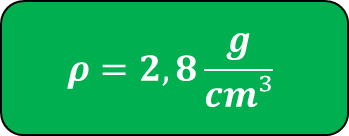 ρ = 2,8 g/cm³